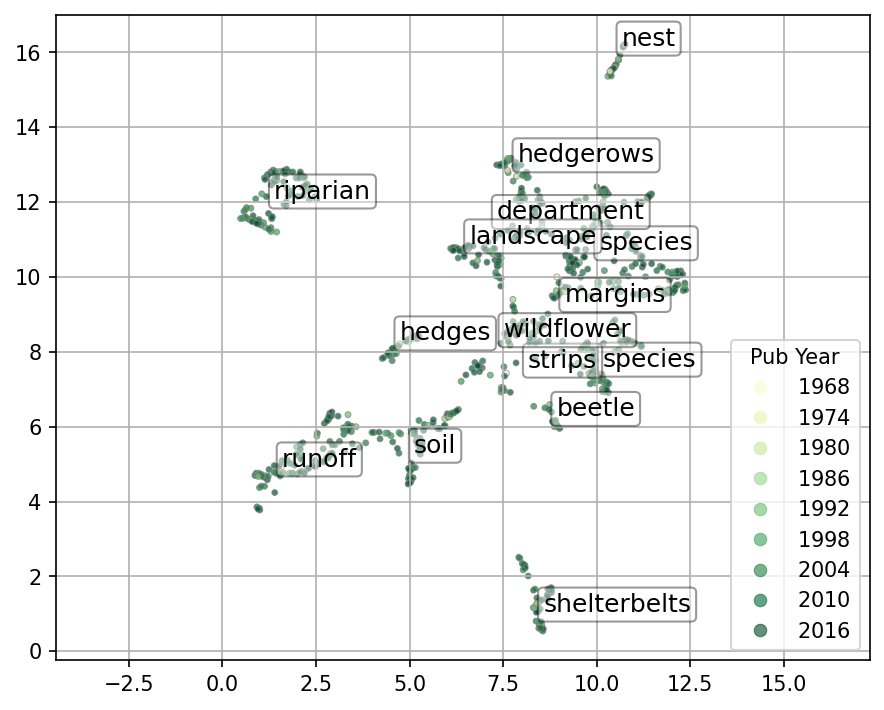 nest
16
14
hedgerows
riparian
12
department
landscape
species
10
margins
hedges
wildflower
8
strips
species
Pub Year
1968
beetle
1974
6
soil
1980
runoff
1986
4
1992
1998
2
2004
shelterbelts
2010
2016
0
−2.5
0.0
2.5
5.0
7.5
10.0
12.5
15.0